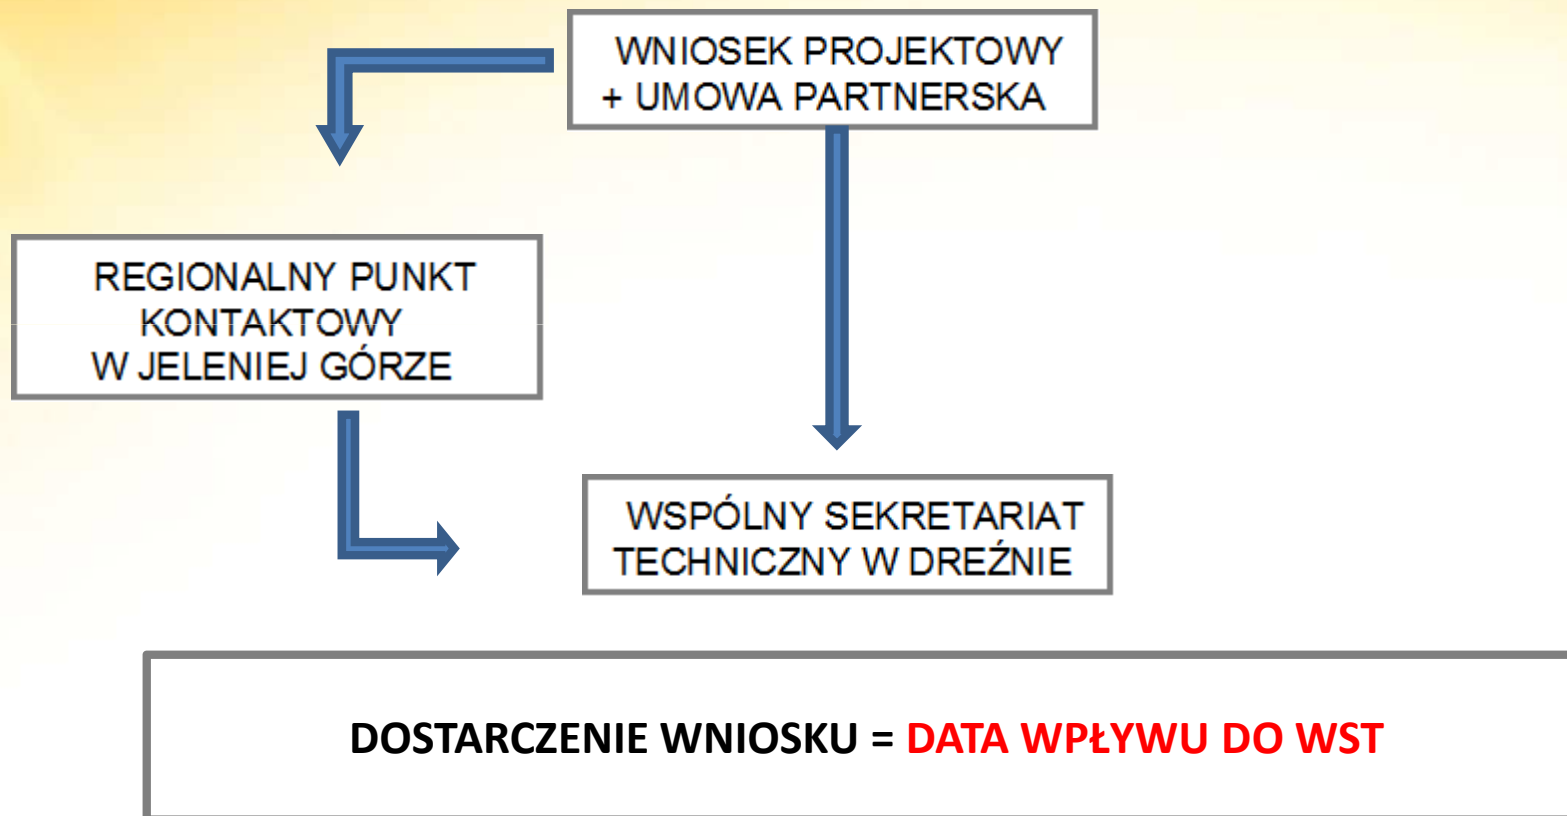 WNIOSEK PROJEKTOWY
+ UMOWA PARTNERSKA
REGIONALNY PUNKT
KONTAKTOWY
W JELENIEJ GÓRZE
WSPÓLNY SEKRETARIAT
TECHNICZNY W DREŹNIE
DOSTARCZENIE WNIOSKU = DATA WPŁYWU DO WST